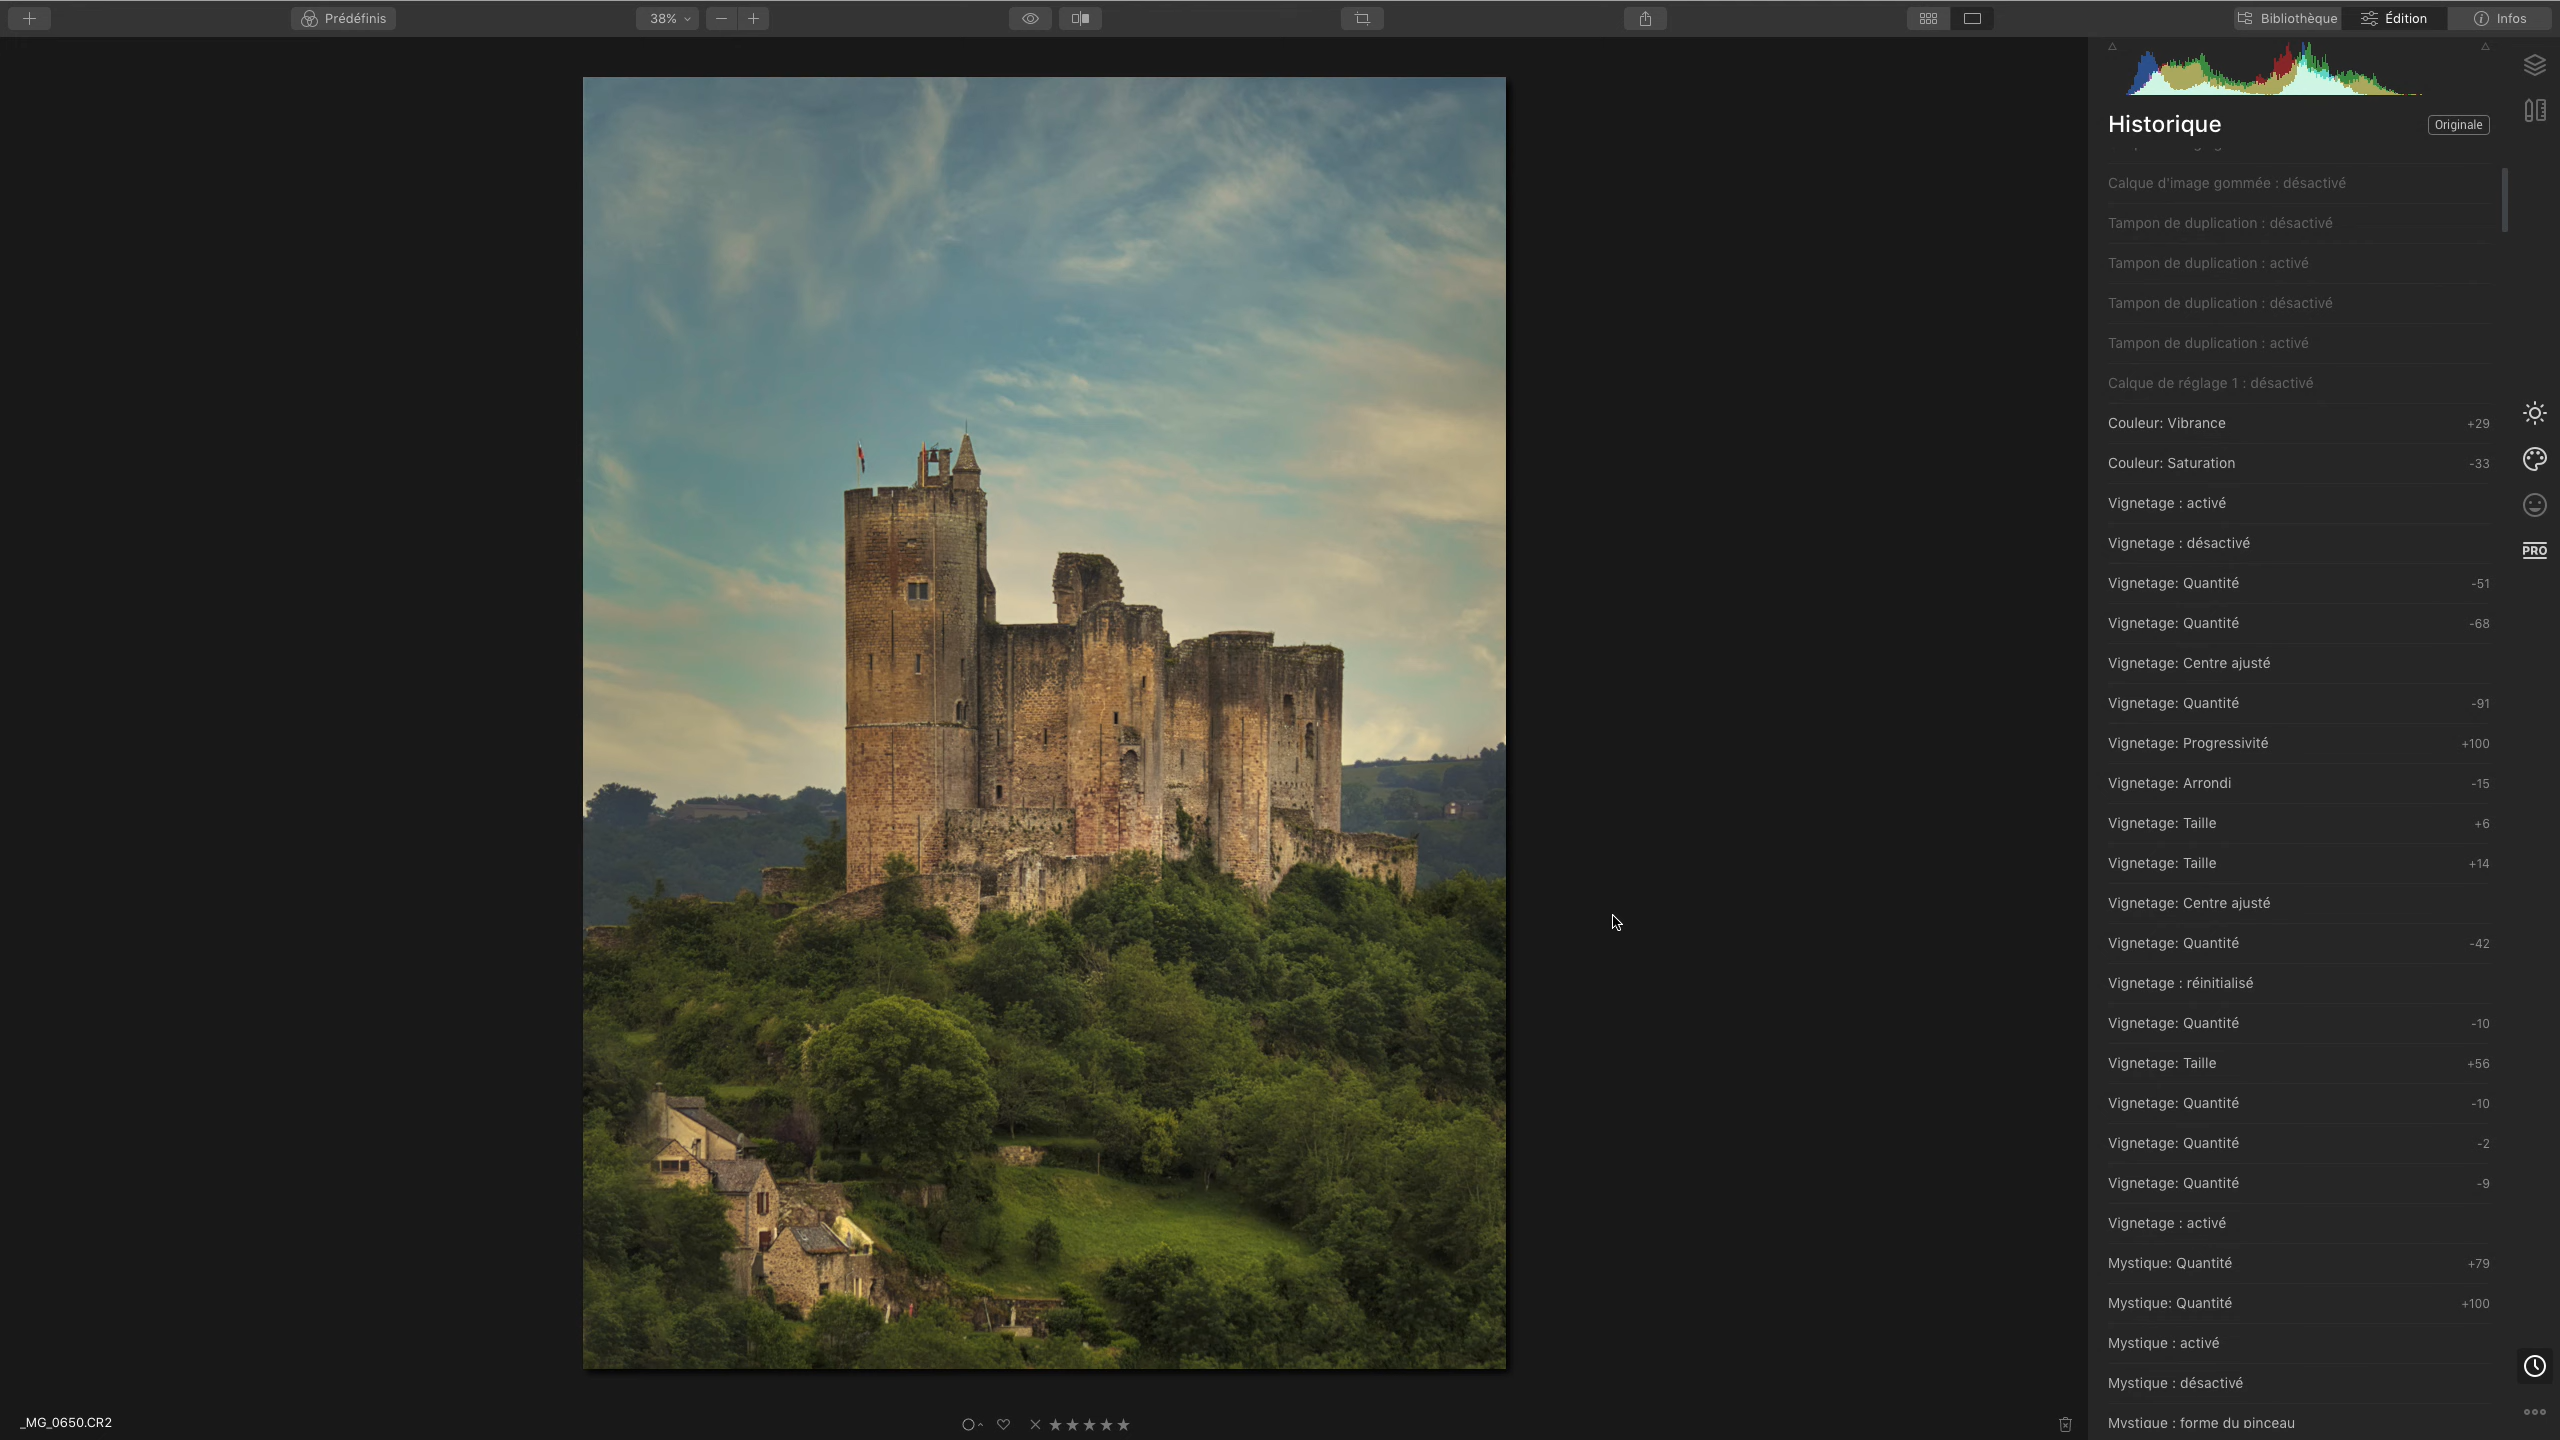 Prédéfinis
38%
Bibliothèque
Édition
Infos
Historique
Originale
Calque d'image gommée : désactivé
Tampon de duplication : désactivé
Tampon de duplication : activé
Tampon de duplication : désactivé
Tampon de duplication : activé
Calque de réglage 1 : désactivé
Couleur: Vibrance +29
Couleur: Saturation -33
Vignetage : activé
Vignetage : désactivé
Vignetage: Quantité -51
Vignetage: Quantité -68
Vignetage: Centre ajusté
Vignetage: Quantité -91
Vignetage: Progressivité +100
Vignetage: Arrondi -15
Vignetage: Taille +6
Vignetage: Taille +14
Vignetage: Centre ajusté
Vignetage: Quantité -42
Vignetage : réinitialisé
Vignetage: Quantité -10
Vignetage: Taille +56
Vignetage: Quantité -10
Vignetage: Quantité -2
Vignetage: Quantité -9
Vignetage : activé
Mystique: Quantité +79
Mystique: Quantité +100
Mystique : activé
Mystique : désactivé
Mystique : forme du pinceau
PRO
_MG_0650.CR2